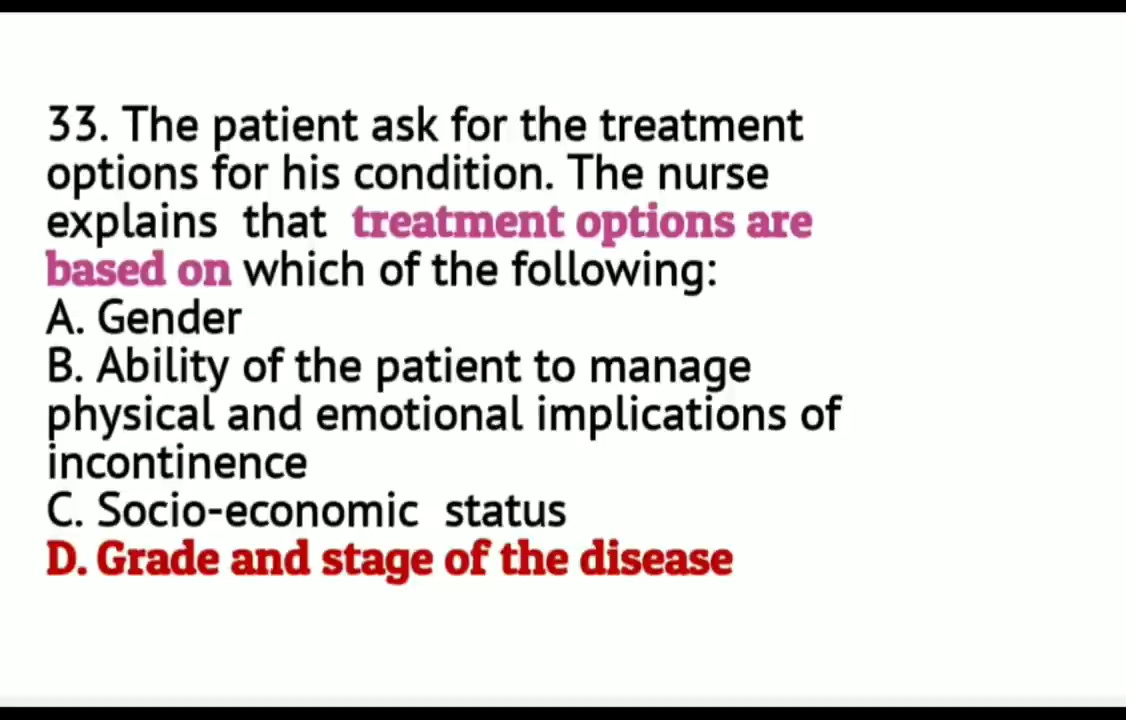 33. The patient ask for the treatment
options for his condition. The nurse
explains that treatment options are
based on which of the following:
A. Gender
B. Ability of the patient to manage
physical and emotional implications of
incontinence
C. Socio-economic status
D. Grade and stage of the disease